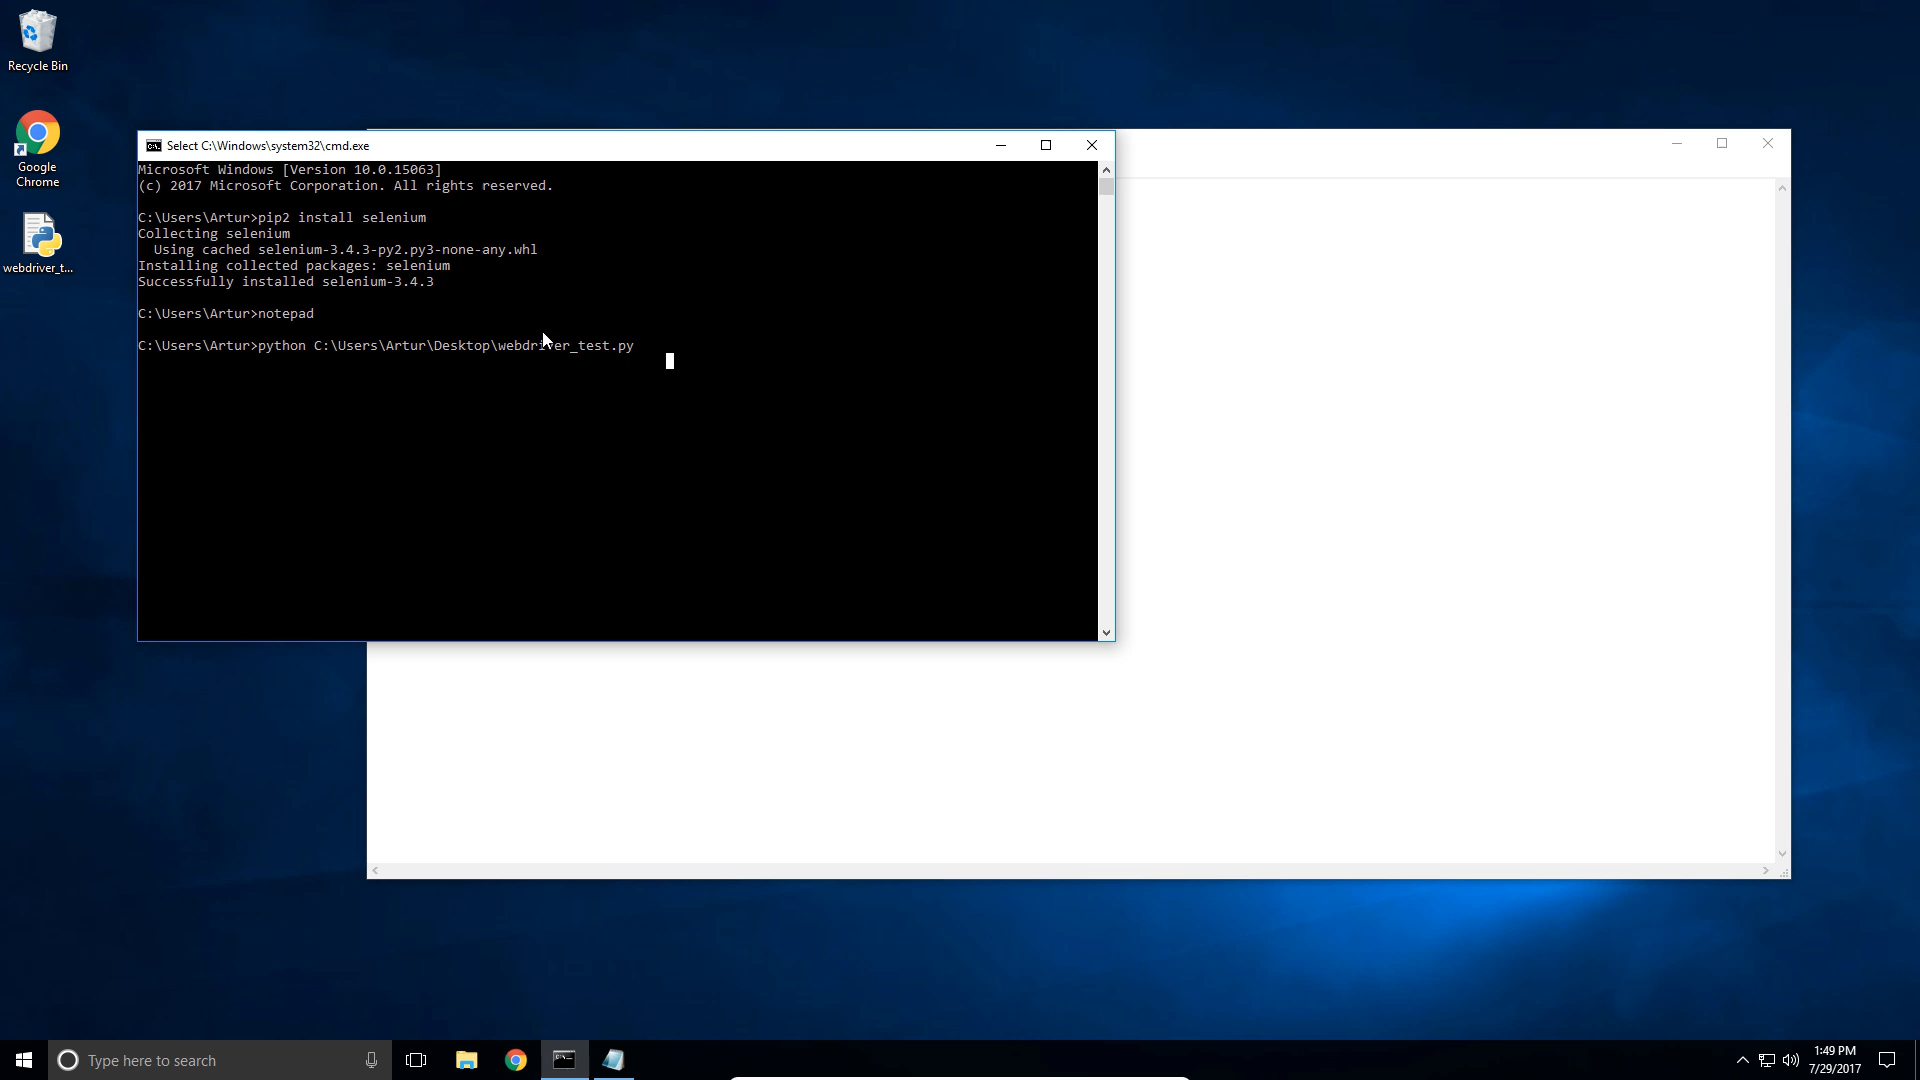 Recycle Bin
Google
Chrome
webdriver_t...
Select C:\Windows\system32\cmd.exe
Microsoft Windows [Version 10.0.15063]
(c) 2017 Microsoft Corporation. All rights reserved.
C:\Users\Artur>pip2 install selenium
Collecting selenium
  Using cached selenium-3.4.3-py2.py3-none-any.whl
Installing collected packages: selenium
Successfully installed selenium-3.4.3
C:\Users\Artur>notepad
C:\Users\Artur>python C:\Users\Artur\Desktop\webdriver_test.py
Type here to search
1:49 PM
7/29/2017